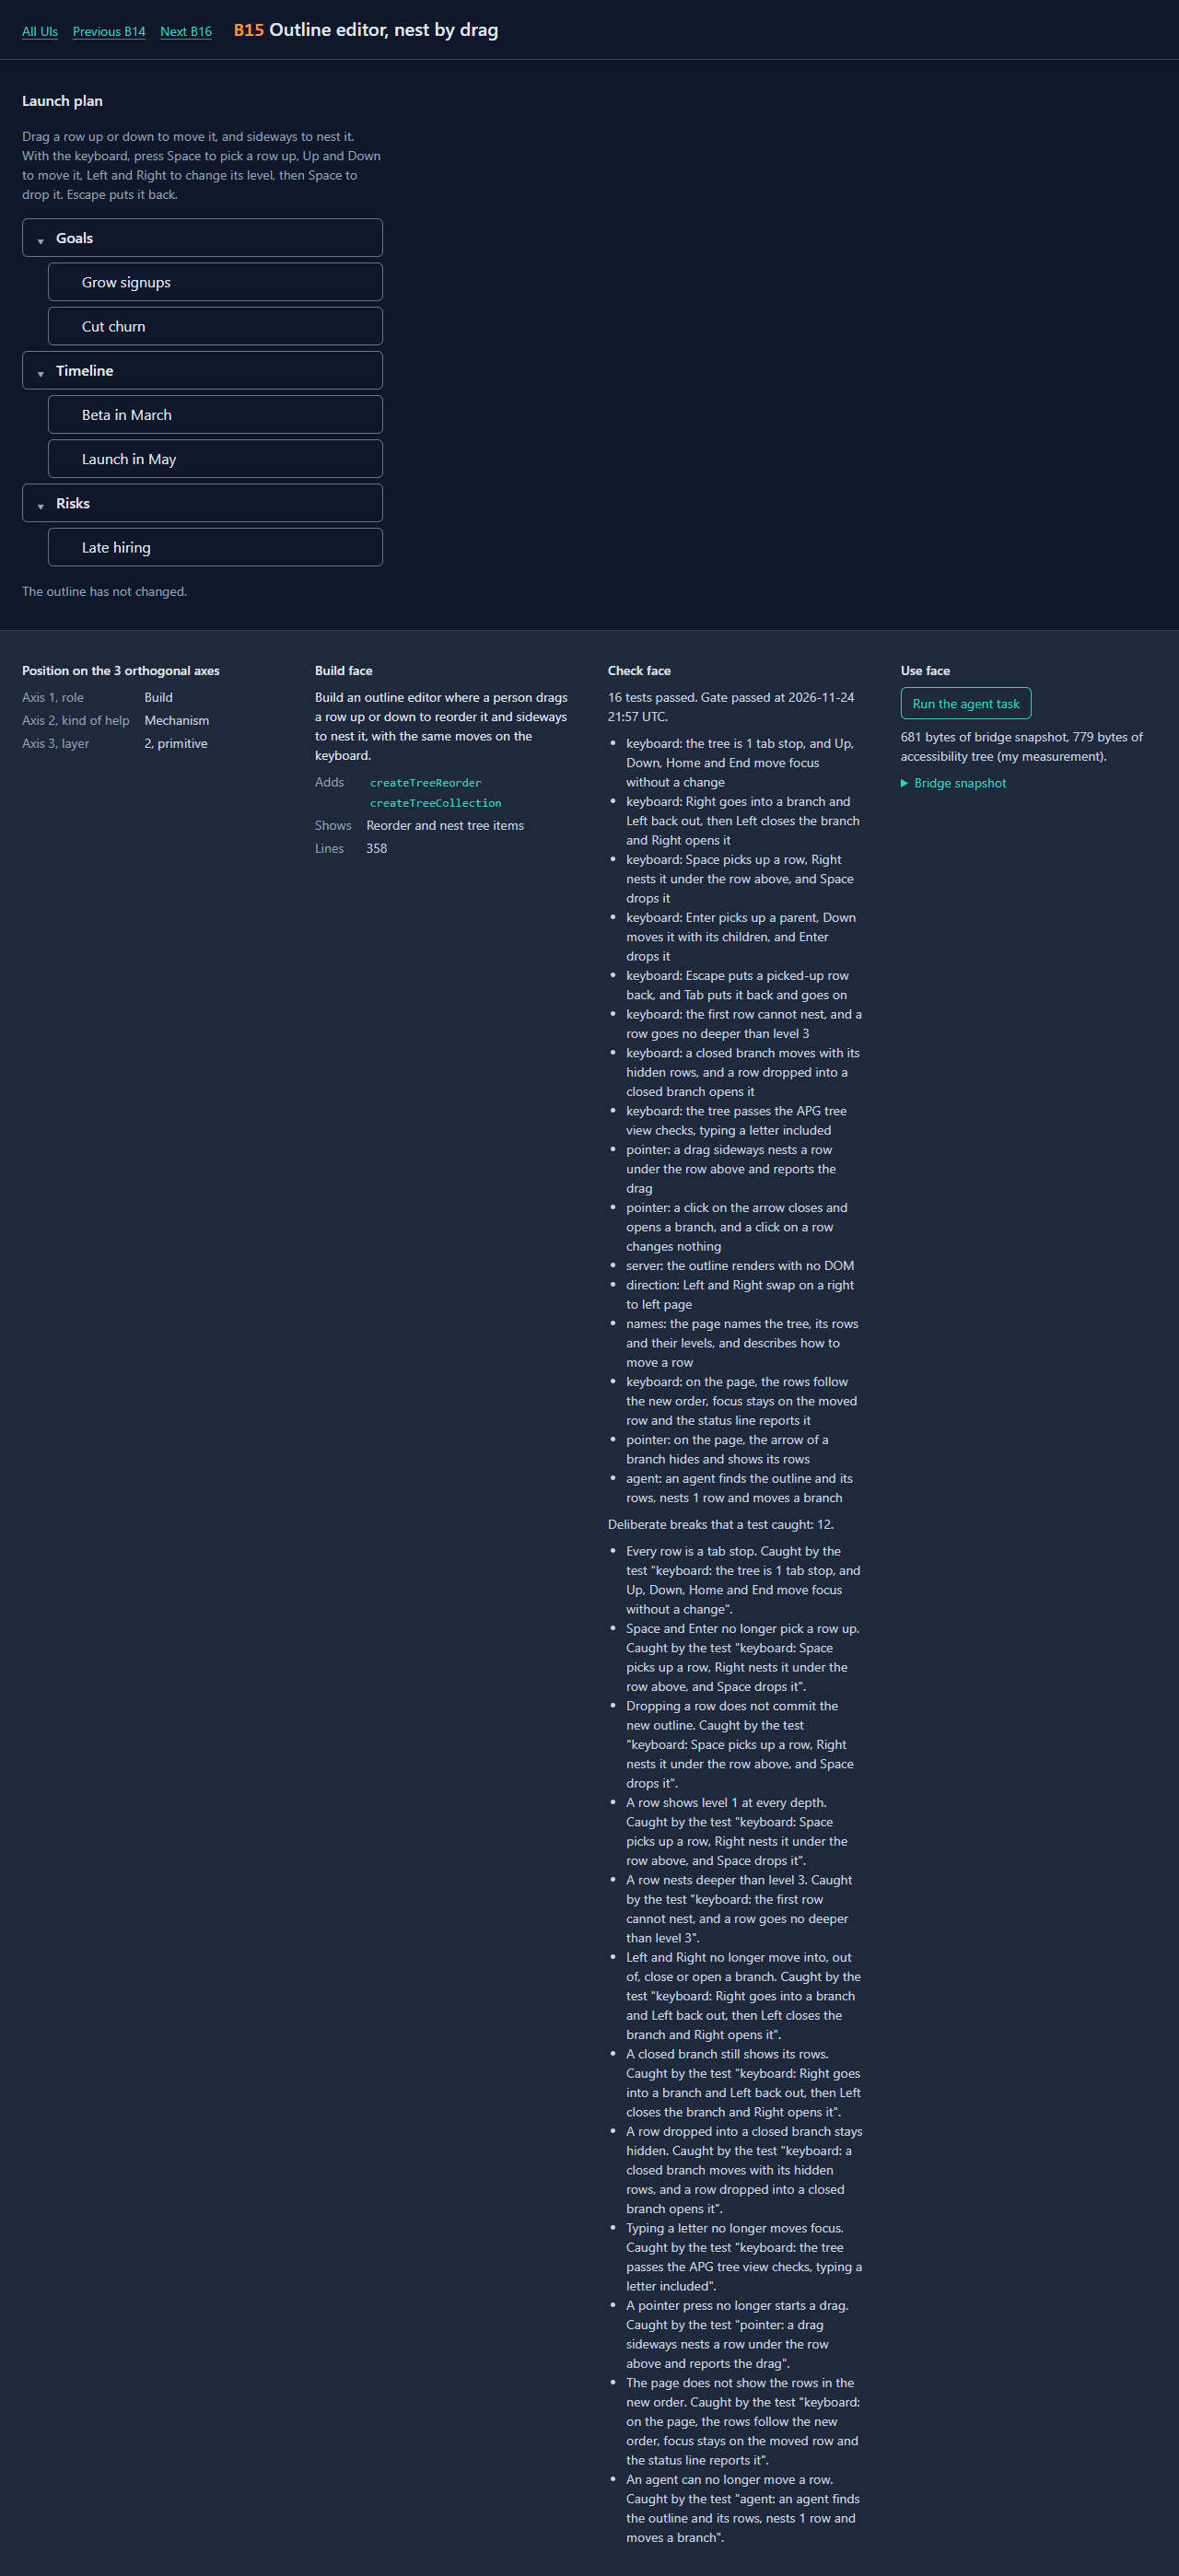 All UIs Previous B14 Next B16 B15 Outline editor, nest by drag
Launch plan
Drag a row up or down to move it, and sideways to nest it.
With the keyboard, press Space to pick a row up, Up and Down
to move it, Left and Right to change its level, then Space to
drop it. Escape puts it back.
Goals
Grow signups
Cut churn
Timeline
Beta in March
Launch in May
Risks
Late hiring
The outline has not changed.
Position on the 3 orthogonal axes
Axis 1, role Build
Axis 2, kind of help Mechanism
Axis 3, layer 2, primitive
Build face
Build an outline editor where a person drags
a row up or down to reorder it and sideways
to nest it, with the same moves on the
keyboard.
Adds createTreeReorder
createTreeCollection
Shows Reorder and nest tree items
Lines 358
Check face
16 tests passed. Gate passed at 2026-11-24
21:57 UTC.
keyboard: the tree is 1 tab stop, and Up,
Down, Home and End move focus
without a change
keyboard: Right goes into a branch and
Left back out, then Left closes the branch
and Right opens it
keyboard: Space picks up a row, Right
nests it under the row above, and Space
drops it
keyboard: Enter picks up a parent, Down
moves it with its children, and Enter
drops it
keyboard: Escape puts a picked-up row
back, and Tab puts it back and goes on
keyboard: the first row cannot nest, and a
row goes no deeper than level 3
keyboard: a closed branch moves with its
hidden rows, and a row dropped into a
closed branch opens it
keyboard: the tree passes the APG tree
view checks, typing a letter included
pointer: a drag sideways nests a row
under the row above and reports the
drag
pointer: a click on the arrow closes and
opens a branch, and a click on a row
changes nothing
server: the outline renders with no DOM
direction: Left and Right swap on a right
to left page
names: the page names the tree, its rows
and their levels, and describes how to
move a row
keyboard: on the page, the rows follow
the new order, focus stays on the moved
row and the status line reports it
pointer: on the page, the arrow of a
branch hides and shows its rows
agent: an agent finds the outline and its
rows, nests 1 row and moves a branch
Deliberate breaks that a test caught: 12.
Every row is a tab stop. Caught by the
test "keyboard: the tree is 1 tab stop, and
Up, Down, Home and End move focus
without a change".
Space and Enter no longer pick a row up.
Caught by the test "keyboard: Space
picks up a row, Right nests it under the
row above, and Space drops it".
Dropping a row does not commit the
new outline. Caught by the test
"keyboard: Space picks up a row, Right
nests it under the row above, and Space
drops it".
A row shows level 1 at every depth.
Caught by the test "keyboard: Space
picks up a row, Right nests it under the
row above, and Space drops it".
A row nests deeper than level 3. Caught
by the test "keyboard: the first row
cannot nest, and a row goes no deeper
than level 3".
Left and Right no longer move into, out
of, close or open a branch. Caught by the
test "keyboard: Right goes into a branch
and Left back out, then Left closes the
branch and Right opens it".
A closed branch still shows its rows.
Caught by the test "keyboard: Right goes
into a branch and Left back out, then Left
closes the branch and Right opens it".
A row dropped into a closed branch stays
hidden. Caught by the test "keyboard: a
closed branch moves with its hidden
rows, and a row dropped into a closed
branch opens it".
Typing a letter no longer moves focus.
Caught by the test "keyboard: the tree
passes the APG tree view checks, typing a
letter included".
A pointer press no longer starts a drag.
Caught by the test "pointer: a drag
sideways nests a row under the row
above and reports the drag".
The page does not show the rows in the
new order. Caught by the test "keyboard:
on the page, the rows follow the new
order, focus stays on the moved row and
the status line reports it".
An agent can no longer move a row.
Caught by the test "agent: an agent finds
the outline and its rows, nests 1 row and
moves a branch".
Use face
Run the agent task
681 bytes of bridge snapshot, 779 bytes of
accessibility tree (my measurement).
Bridge snapshot